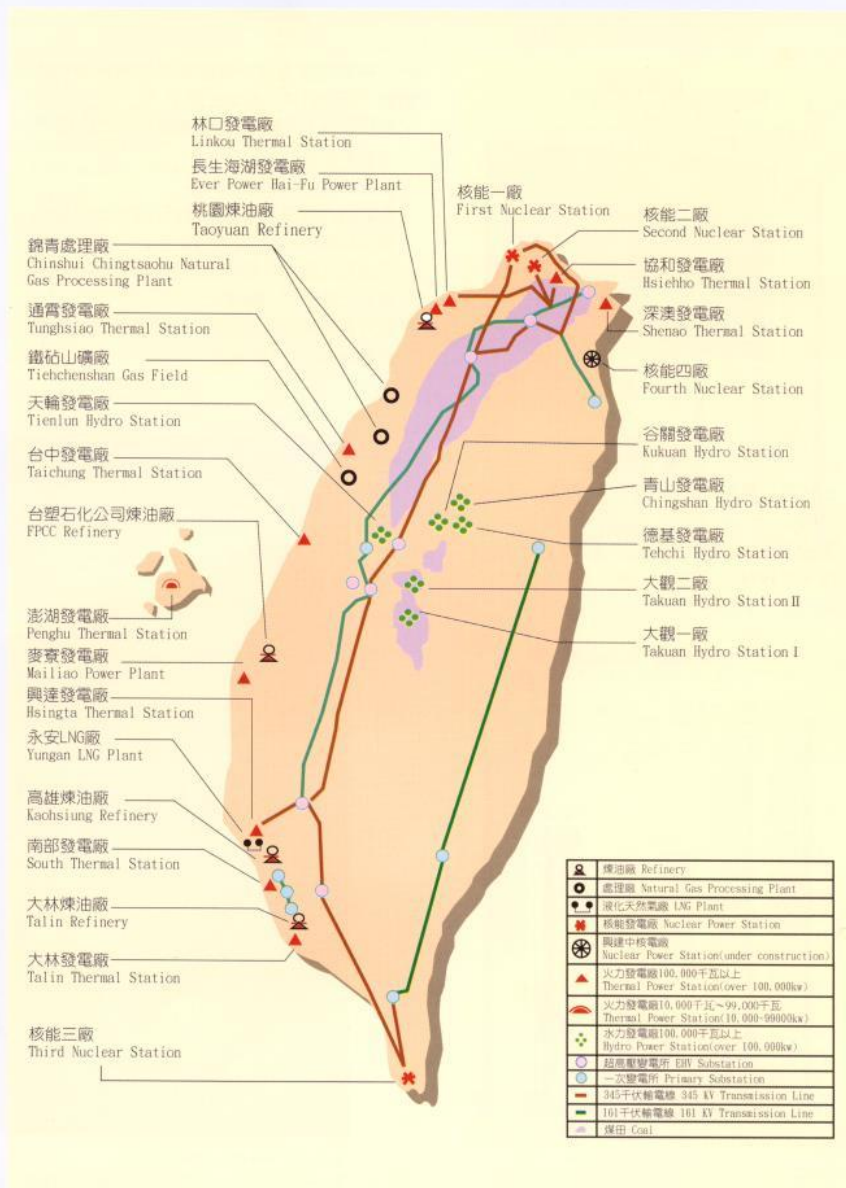 林口發電廠
Linkou Thermal Station
長生海湖發電廠
Ever Power Hai-Fu Power Plant
桃園煉油廠
Taoyuan Refinery
錦青處理廠
Chinshui Chingtsaohu Natural
Gas Processing Plant
通霄發電廠
Tunghsiao Thermal Station
鐵砧山礦廠
Tiehchenshan Gas Field
天輪發電廠
Tienlun Hydro Station
台中發電廠
Taichung Thermal Station
台塑石化公司煉油廠
FPCC Refinery
澎湖發電廠
Penghu Thermal Station
麥寮發電廠
Mailiao Power Plant
興達發電廠
Hsingta Thermal Station
永安LNG廠
Yungan LNG Plant
高雄煉油廠
Kaohsiung Refinery
南部發電廠
South Thermal Station
大林煉油廠
Talin Refinery
大林發電廠
Talin Thermal Station
核能三廠
Third Nuclear Station
核能一廠
First Nuclear Station
核能二廠
Second Nuclear Station
協和發電廠
Hsiehho Thermal Station
深澳發電廠
Shenao Thermal Station
核能四廠
Fourth Nuclear Station
谷關發電廠
Kukuan Hydro Station
青山發電廠
Chingshan Hydro Station
德基發電廠
Tehchi Hydro Station
大觀二廠
Takuan Hydro Station II
大觀一廠
Takuan Hydro Station I
煉油廠 Refinery
處理廠 Natural Gas Processing Plant
液化天然氣廠 LNG Plant
核能發電廠 Nuclear Power Station
興建中核電廠
Nuclear Power Station(under construction)
火力發電廠100,000千瓦以上
Thermal Power Station(over 100,000kw)
火力發電廠10,000千瓦～99,000千瓦
Thermal Power Station(10,000-99000kw)
水力發電廠100,000千瓦以上
Hydro Power Station(over 100,000kw)
超高壓變電所 EHV Substation
一次變電所 Primary Substation
345千伏輸電線 345 KV Transmission Line
161千伏輸電線 161 KV Transmission Line
煤田 Coal